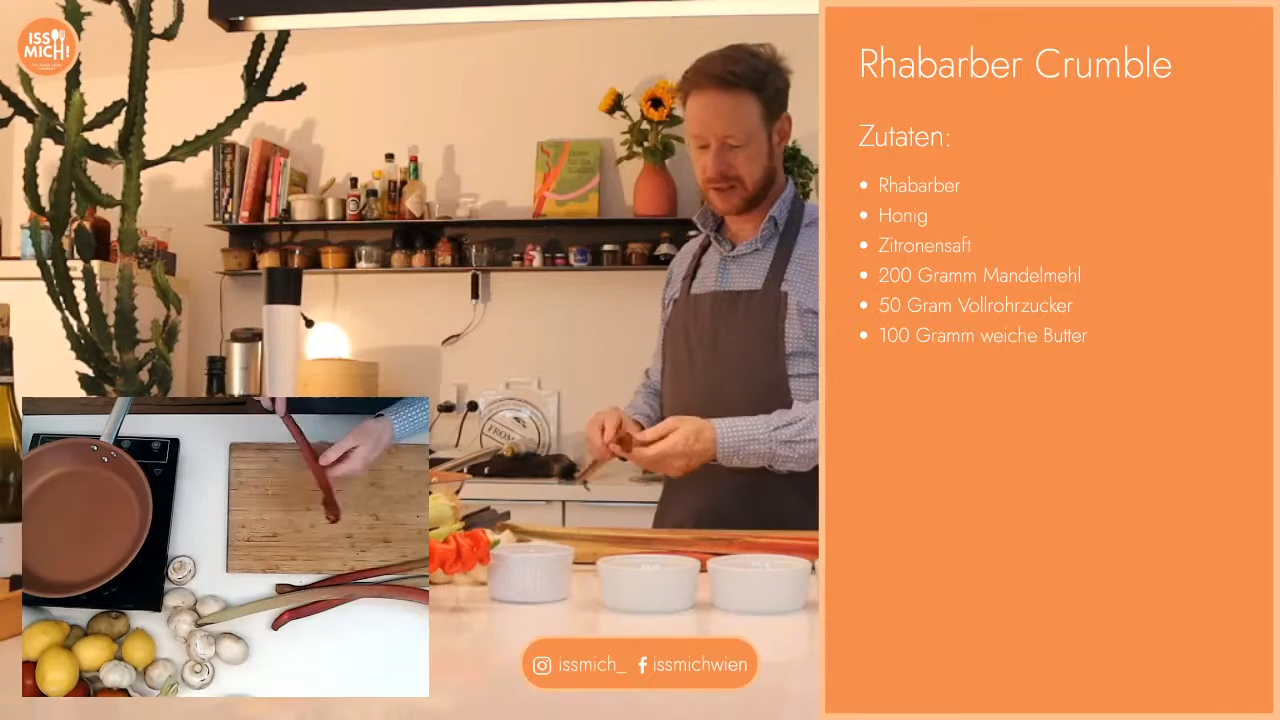 ISS
MICH!
Rhabarber Crumble
Zutaten:
Rhabarber
Honig
Zitronensaft
200 Gramm Mandelmehl
50 Gram Vollrohrzucker
100 Gramm weiche Butter
FROM
issmich_ issmichwien